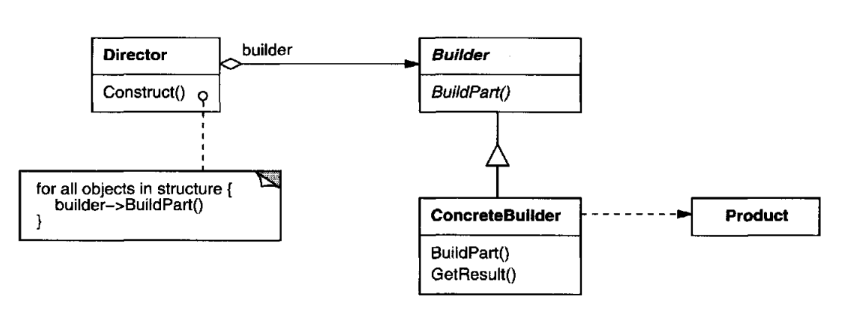 Director
Construct()
builder
Builder
BuildPart()
for all objects in structure {
builder->BuildPart()
}
ConcreteBuilder
BuildPart()
GetResult()
Product